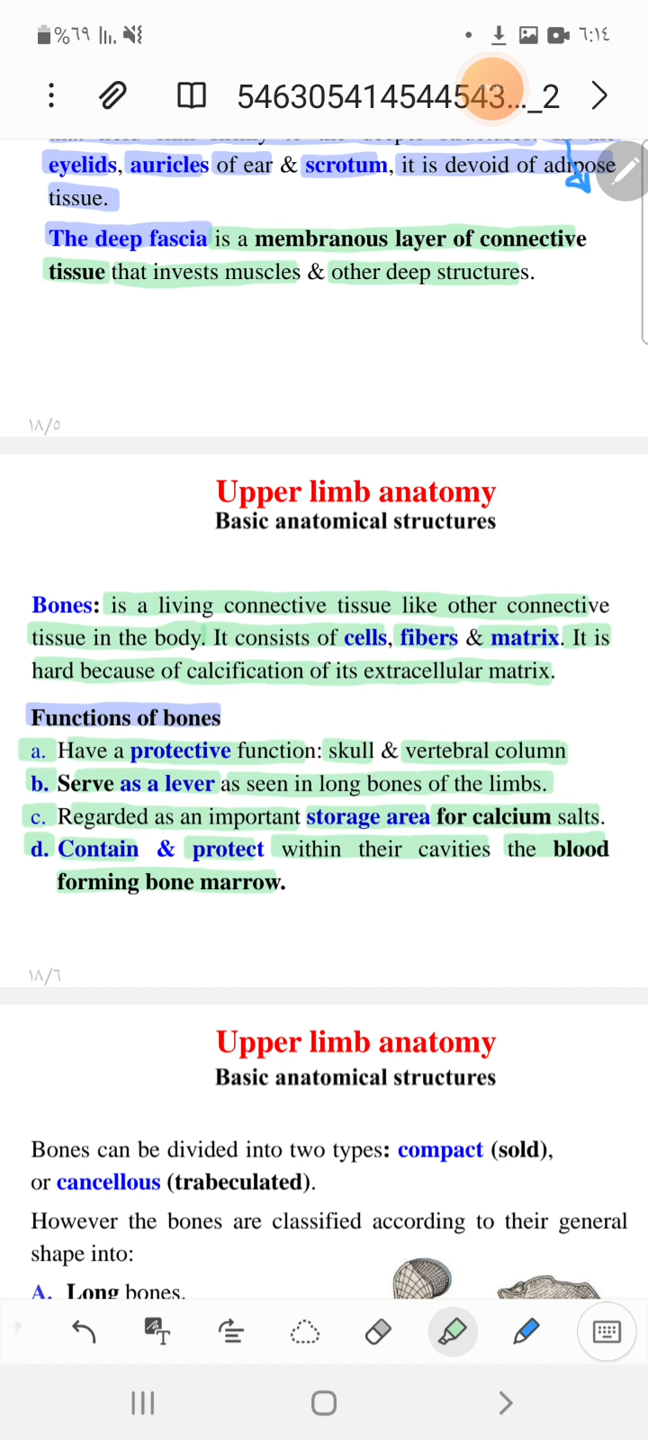 %٦٩ ٦:١٤
546305414544543..._2
eyelids, auricles of ear & scrotum, it is devoid of adipose
tissue.
The deep fascia is a membranous layer of connective
tissue that invests muscles & other deep structures.
١٨/٥
Upper limb anatomy
Basic anatomical structures
Bones: is a living connective tissue like other connective
tissue in the body. It consists of cells, fibers & matrix. It is
hard because of calcification of its extracellular matrix.
Functions of bones
a. Have a protective function: skull & vertebral column
b. Serve as a lever as seen in long bones of the limbs.
c. Regarded as an important storage area for calcium salts.
d. Contain & protect within their cavities the blood
forming bone marrow.
١٨/٦
Upper limb anatomy
Basic anatomical structures
Bones can be divided into two types: compact (sold),
or cancellous (trabeculated).
However the bones are classified according to their general
shape into:
A. Long bones.